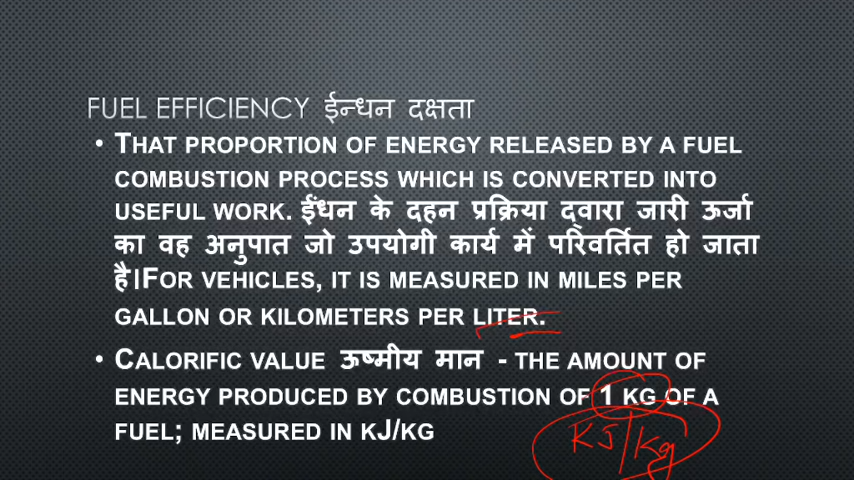 FUEL EFFICIENCY ईन्धन दक्षता
• THAT PROPORTION OF ENERGY RELEASED BY A FUEL
COMBUSTION PROCESS WHICH IS CONVERTED INTO
USEFUL WORK. ईंधन के दहन प्रक्रिया द्वारा जारी ऊर्जा
का वह अनुपात जो उपयोगी कार्य में परिवर्तित हो जाता
है।FOR VEHICLES, IT IS MEASURED IN MILES PER
GALLON OR KILOMETERS PER LITER.
• CALORIFIC VALUE ऊष्मीय मान - THE AMOUNT OF
ENERGY PRODUCED BY COMBUSTION OF 1 KG OF A
FUEL; MEASURED IN KJ/KG
KJ/Kg